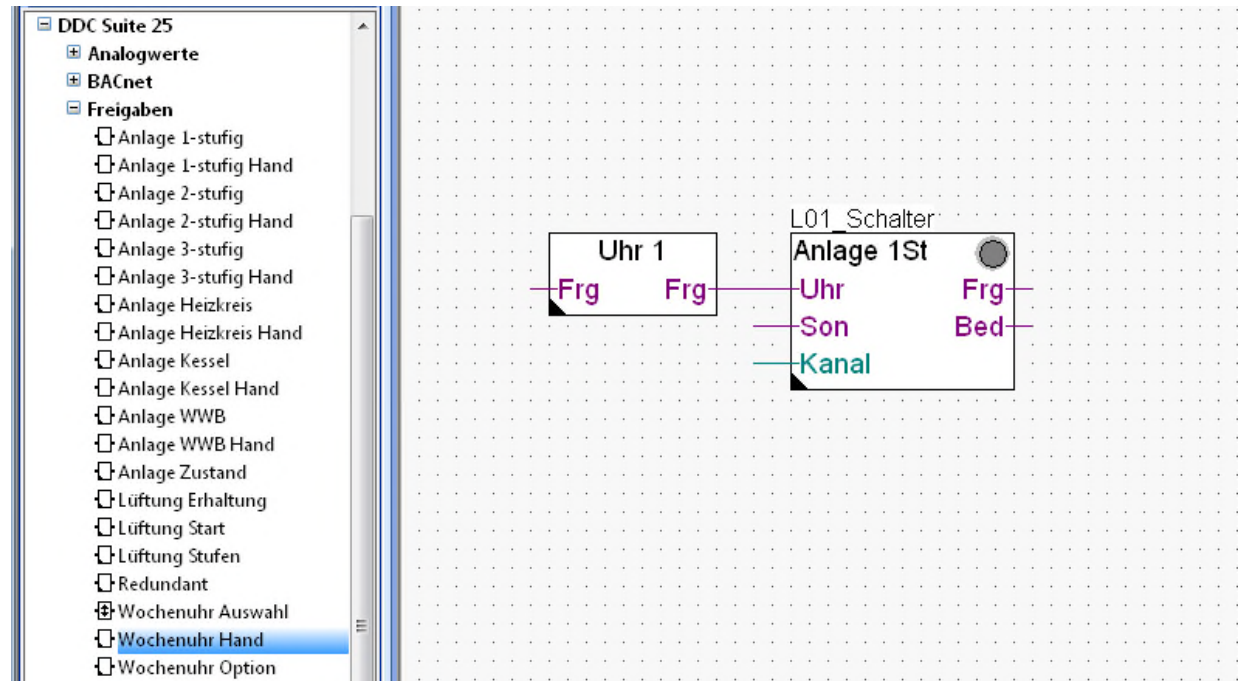 DDC Suite 25
Analogwerte
BACnet
Freigaben
Anlage 1-stufig
Anlage 1-stufig Hand
Anlage 2-stufig
Anlage 2-stufig Hand
Anlage 3-stufig
Anlage 3-stufig Hand
Anlage Heizkreis
Anlage Heizkreis Hand
Anlage Kessel
Anlage Kessel Hand
Anlage WWB
Anlage WWB Hand
Anlage Zustand
Lüftung Erhaltung
Lüftung Start
Lüftung Stufen
Redundant
Wochenuhr Auswahl
Wochenuhr Hand
Wochenuhr Option
Uhr 1
Frg Frg
L01_Schalter
Anlage 1St
Uhr Frg
Son Bed
Kanal